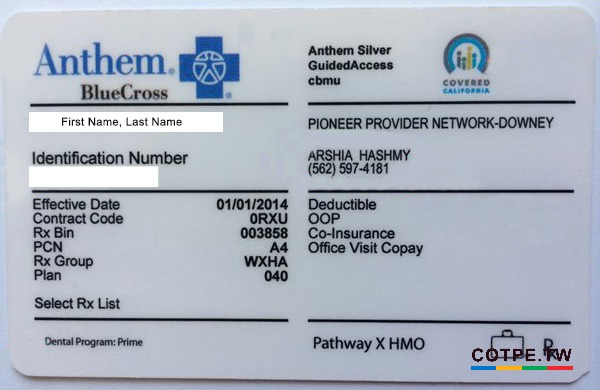 Anthem.
BlueCross
Anthem Silver
GuidedAccess
cbmu
COVERED
CALIFORNIA
First Name, Last Name
PIONEER PROVIDER NETWORK-DOWNEY
Identification Number
ARSHIA HASHMY
(562) 597-4181
Effective Date 01/01/2014
Contract Code 0RXU
Rx Bin 003858
PCN A4
Rx Group WXHA
Plan 040
Select Rx List
Deductible
OOP
Co-Insurance
Office Visit Copay
Dental Program: Prime
Pathway X HMO
Rx
COTPE.TW